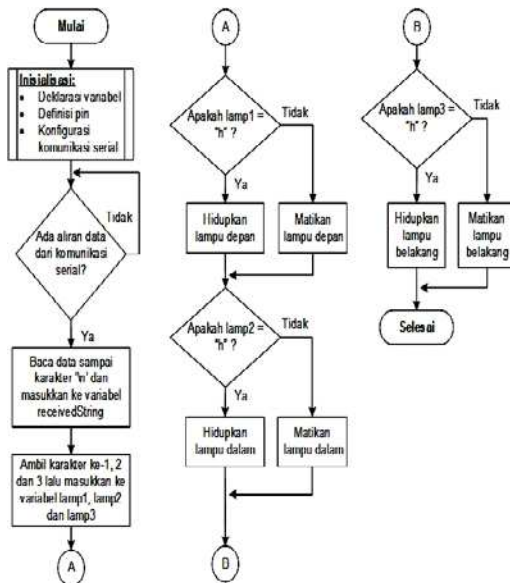 Mulai
Inisialisasi:
• Deklarasi variabel
• Definisi pin
• Konfigurasi
komunikasi serial
Tidak
Ada aliran data
dari komunikasi
serial?
Ya
Baca data sampai
karakter '\n' dan
masukkan ke variabel
receivedString
Ambil karakter ke-1, 2
dan 3 lalu masukkan ke
variabel lamp1, lamp2
dan lamp3
A
A
Apakah lamp1 =
"h" ?
Tidak
Ya
Hidupkan
lampu depan
Matikan
lampu depan
Apakah lamp2 =
"h" ?
Tidak
Ya
Hidupkan
lampu dalam
Matikan
lampu dalam
D
B
Apakah lamp3 =
"h" ?
Tidak
Ya
Hidupkan
lampu
belakang
Matikan
lampu
belakang
Selesai